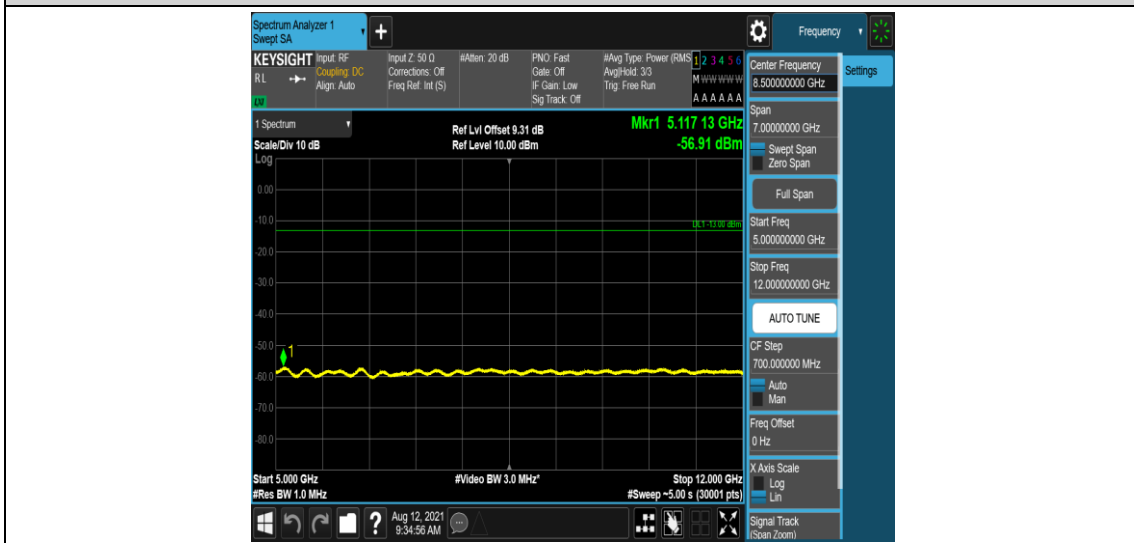 Spectrum Analyzer 1
Swept SA
+
Frequency
KEYSIGHT
RL
LXI
Input: RF
Coupling: DC
Align: Auto
Input Z: 50 Ω
Corrections: Off
Freq Ref: Int (S)
#Atten: 20 dB
PNO: Fast
Gate: Off
IF Gain: Low
Sig Track: Off
#Avg Type: Power (RMS
Avg|Hold: 3/3
Trig: Free Run
1 2 3 4 5 6
M W W W W W
A A A A A A
Center Frequency
8.500000000 GHz
Settings
Span
7.00000000 GHz
Swept Span
Zero Span
Full Span
Start Freq
5.000000000 GHz
Stop Freq
12.000000000 GHz
AUTO TUNE
CF Step
700.000000 MHz
Auto
Man
Freq Offset
0 Hz
X Axis Scale
Log
Lin
Signal Track
(Span Zoom)
1 Spectrum
Scale/Div 10 dB
Ref Lvl Offset 9.31 dB
Ref Level 10.00 dBm
Mkr1 5.117 13 GHz
-56.91 dBm
Log
0.00
-10.0
DL1 -13.00 dBm
-20.0
-30.0
-40.0
-50.0
1
-60.0
-70.0
-80.0
Start 5.000 GHz
#Video BW 3.0 MHz*
Stop 12.000 GHz
#Res BW 1.0 MHz
#Sweep ~5.00 s (30001 pts)
?
Aug 12, 2021
9:34:56 AM